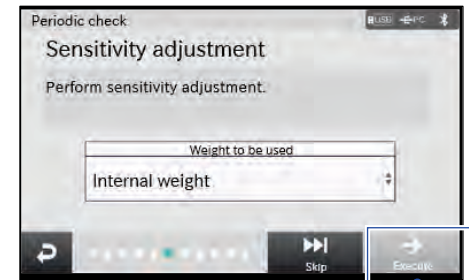 Periodic check
USB PC
Sensitivity adjustment
Perform sensitivity adjustment.
Weight to be used
Internal weight
Skip
Execute